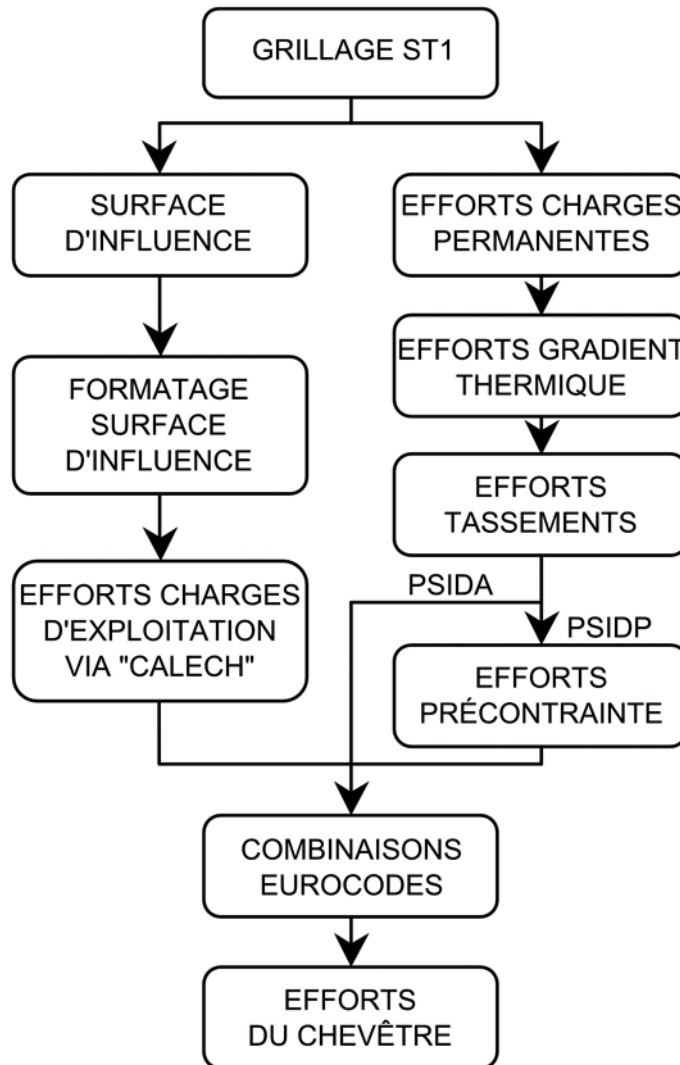 GRILLAGE ST1
SURFACE
D'INFLUENCE
EFFORTS CHARGES
PERMANENTES
EFFORTS GRADIENT
THERMIQUE
FORMATAGE
SURFACE
D'INFLUENCE
EFFORTS
TASSEMENTS
EFFORTS CHARGES
D'EXPLOITATION
VIA "CALECH"
PSIDA
PSIDP
EFFORTS
PRÉCONTRAINTE
COMBINAISONS
EUROCODES
EFFORTS
DU CHEVÊTRE